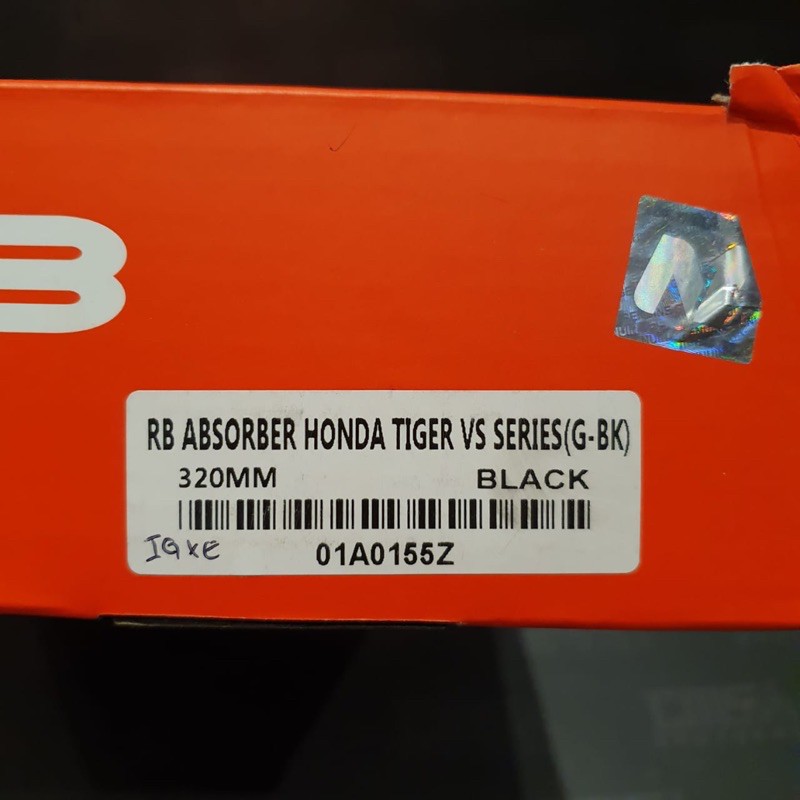 B
RB ABSORBER HONDA TIGER VS SERIES(G-BK)
320MM BLACK
01A0155Z